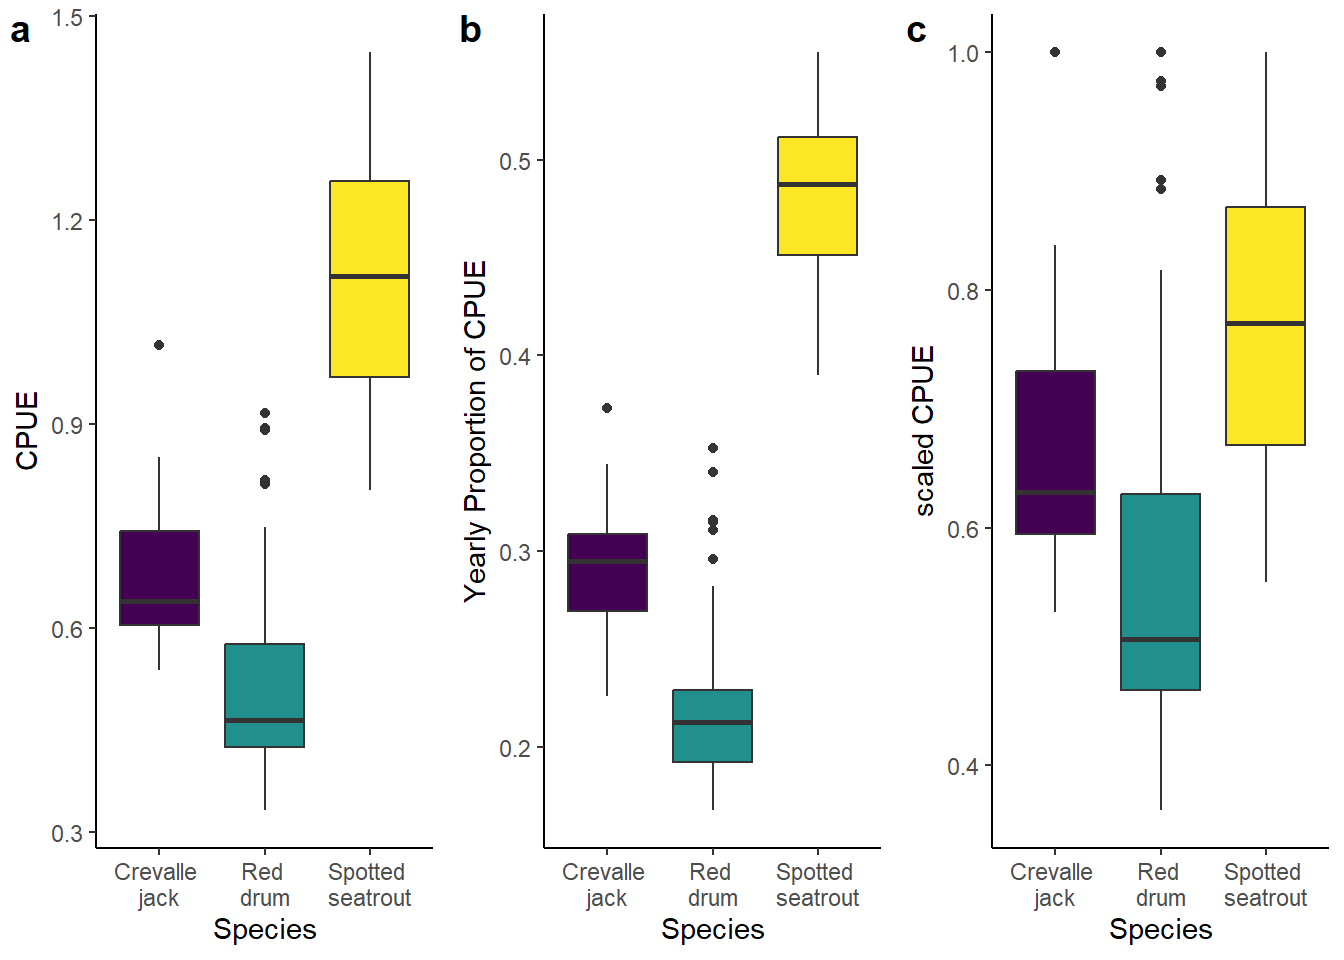 a
1.5
1.2
0.9
0.6
0.3
CPUE
Crevalle
jack
Red
drum
Spotted
seatrout
Species
b
0.5
0.4
0.3
0.2
Yearly Proportion of CPUE
Crevalle
jack
Red
drum
Spotted
seatrout
Species
c
1.0
0.8
0.6
0.4
scaled CPUE
Crevalle
jack
Red
drum
Spotted
seatrout
Species